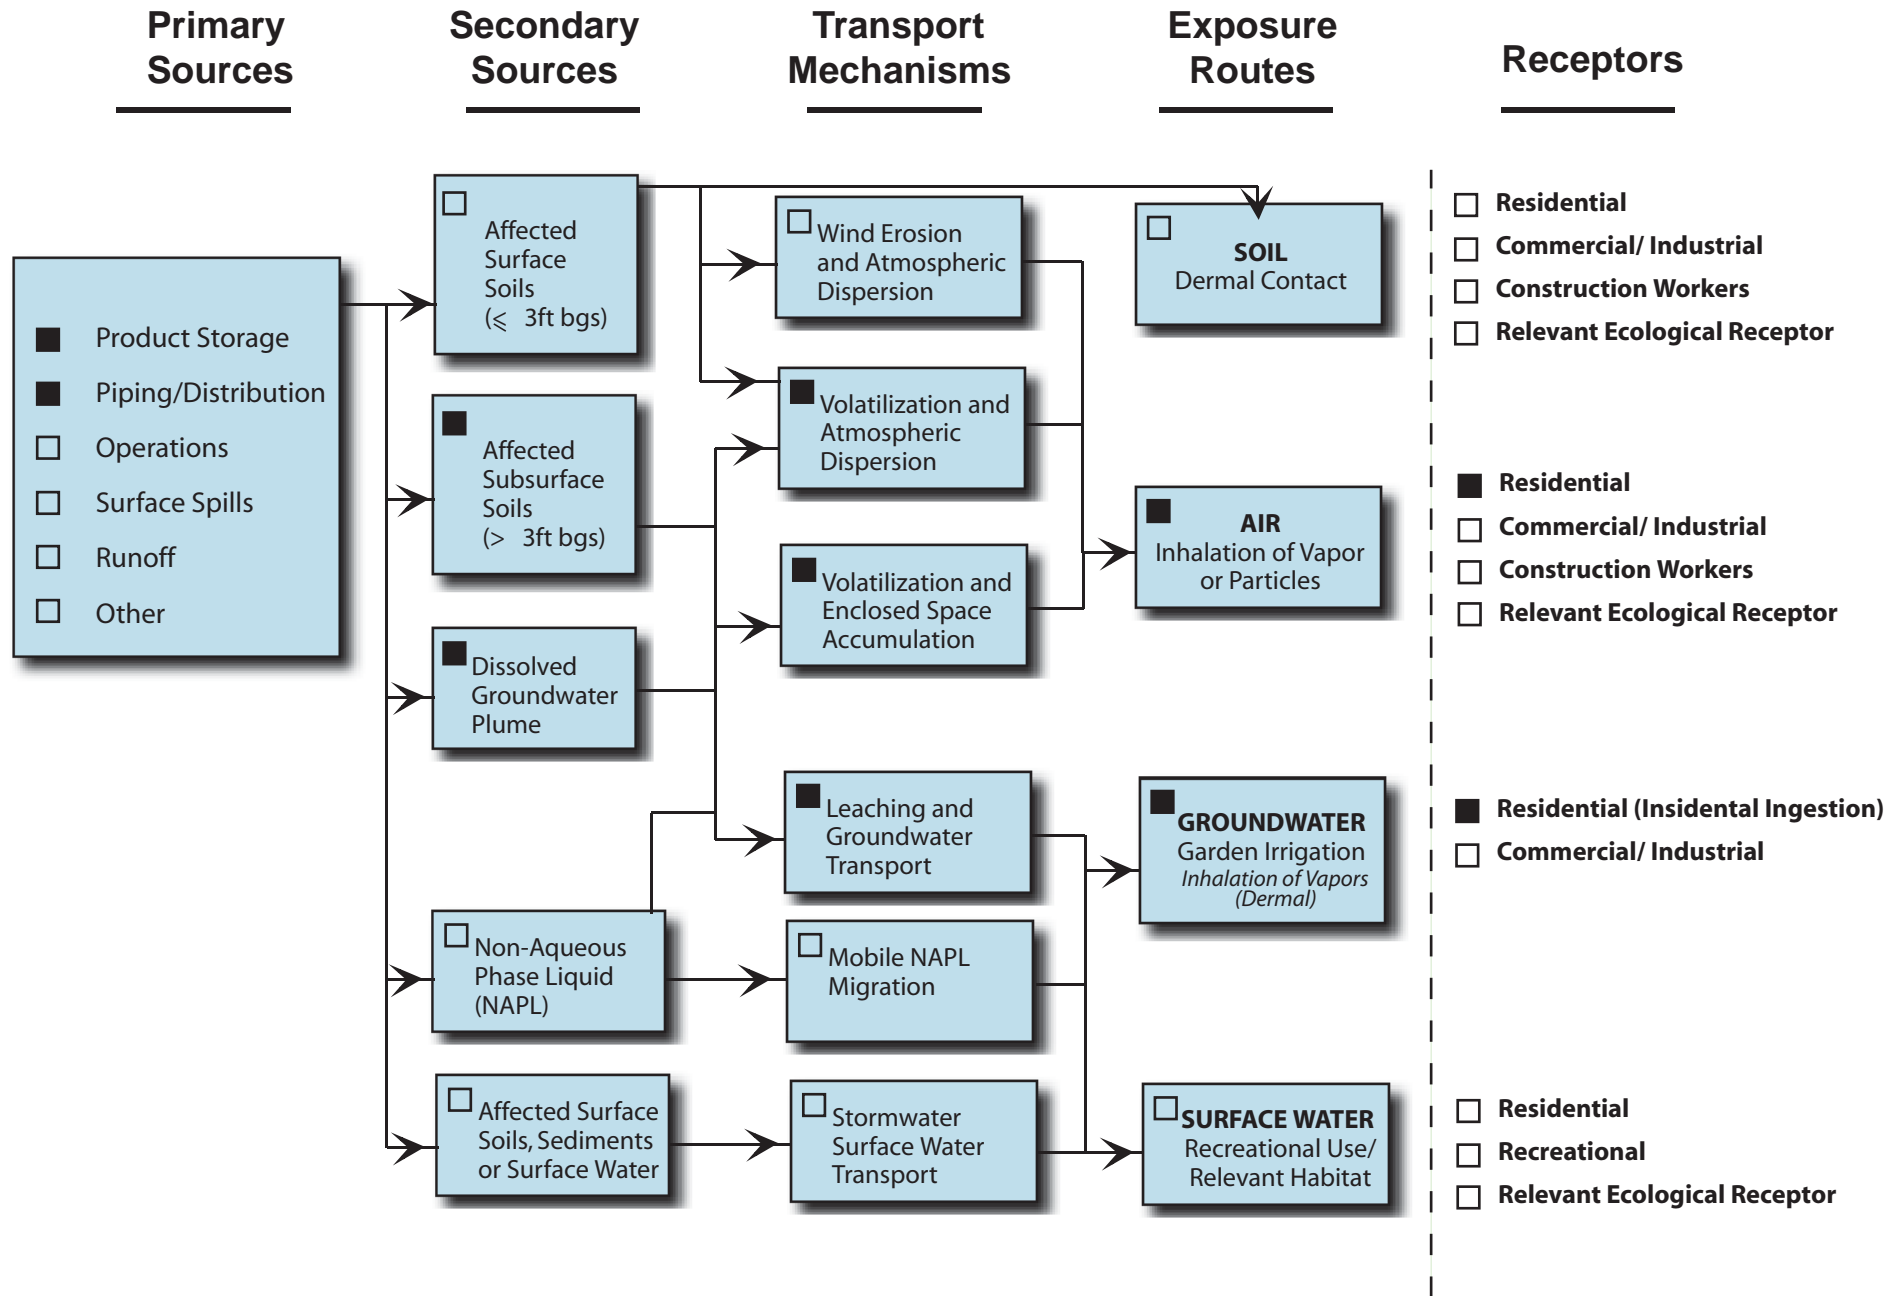 Primary
Sources
Secondary
Sources
Transport
Mechanisms
Exposure
Routes
Receptors
Product Storage
Piping/Distribution
Operations
Surface Spills
Runoff
Other
Affected
Surface
Soils
(⩽ 3ft bgs)
Affected
Subsurface
Soils
(> 3ft bgs)
Dissolved
Groundwater
Plume
Non-Aqueous
Phase Liquid
(NAPL)
Affected Surface
Soils, Sediments
or Surface Water
Wind Erosion
and Atmospheric
Dispersion
Volatilization and
Atmospheric
Dispersion
Volatilization and
Enclosed Space
Accumulation
Leaching and
Groundwater
Transport
Mobile NAPL
Migration
Stormwater
Surface Water
Transport
SOIL
Dermal Contact
AIR
Inhalation of Vapor
or Particles
GROUNDWATER
Garden Irrigation
Inhalation of Vapors
(Dermal)
SURFACE WATER
Recreational Use/
Relevant Habitat
Residential
Commercial/ Industrial
Construction Workers
Relevant Ecological Receptor
Residential
Commercial/ Industrial
Construction Workers
Relevant Ecological Receptor
Residential (Insidental Ingestion)
Commercial/ Industrial
Residential
Recreational
Relevant Ecological Receptor